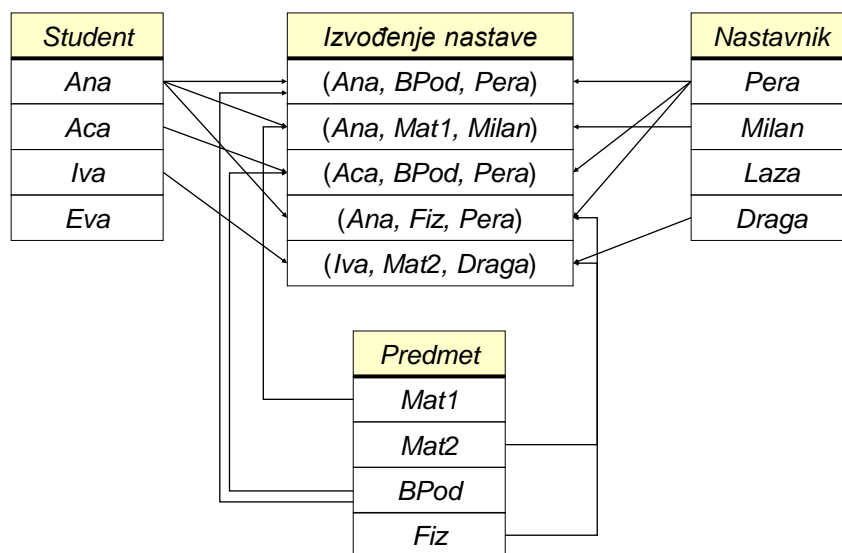 Student
Ana
Aca
Iva
Eva
Izvođenje nastave
(Ana, BPod, Pera)
(Ana, Mat1, Milan)
(Aca, BPod, Pera)
(Ana, Fiz, Pera)
(Iva, Mat2, Draga)
Nastavnik
Pera
Milan
Laza
Draga
Predmet
Mat1
Mat2
BPod
Fiz